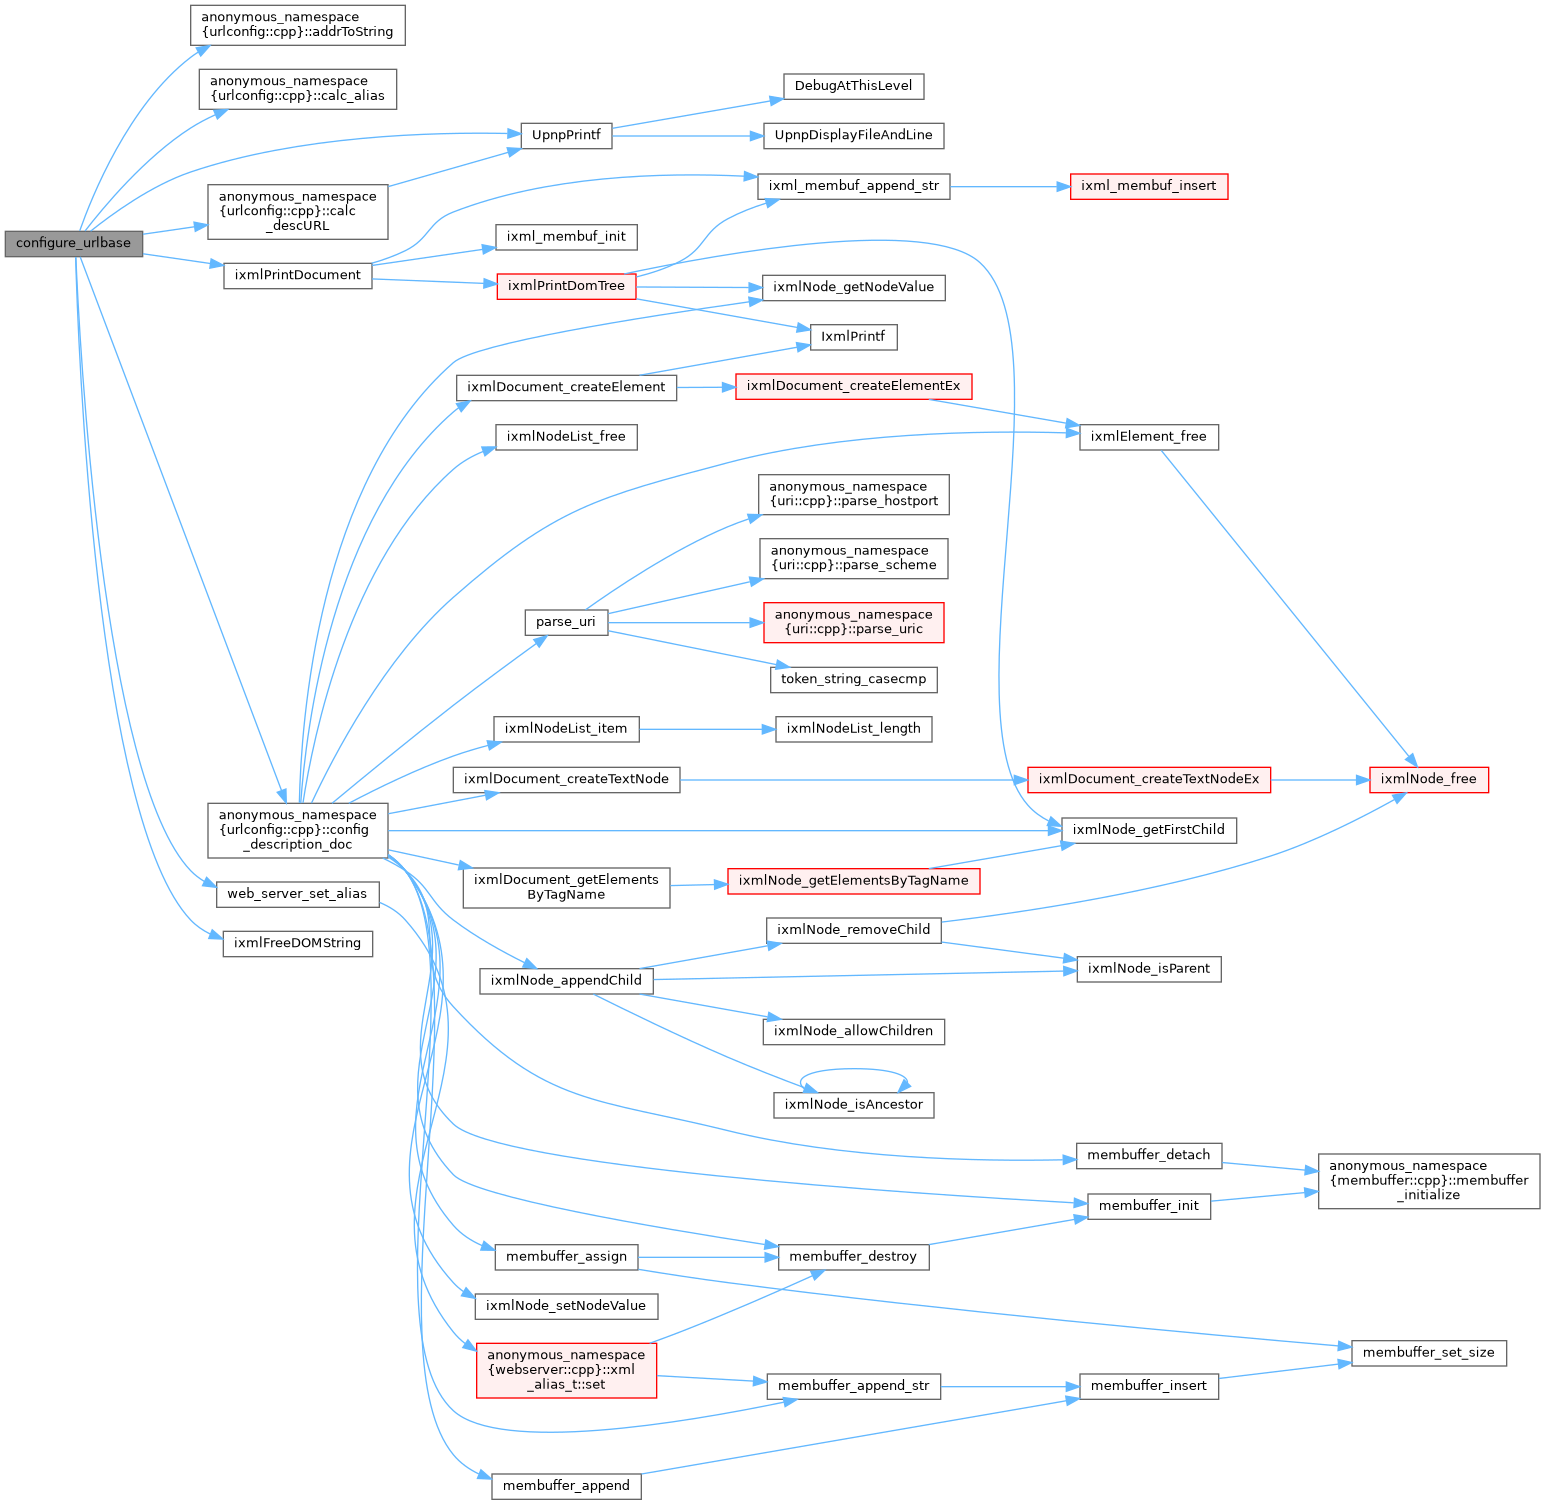 anonymous_namespace
{urlconfig::cpp}::addrToString
anonymous_namespace
{urlconfig::cpp}::calc_alias
DebugAtThisLevel
UpnpPrintf
UpnpDisplayFileAndLine
ixml_membuf_append_str
ixml_membuf_insert
anonymous_namespace
{urlconfig::cpp}::calc
_descURL
configure_urlbase
ixml_membuf_init
ixmlPrintDocument
ixmlPrintDomTree
ixmlNode_getNodeValue
IxmlPrintf
ixmlDocument_createElement
ixmlDocument_createElementEx
ixmlNodeList_free
ixmlElement_free
anonymous_namespace
{uri::cpp}::parse_hostport
anonymous_namespace
{uri::cpp}::parse_scheme
parse_uri
anonymous_namespace
{uri::cpp}::parse_uric
token_string_casecmp
ixmlNodeList_item
ixmlNodeList_length
ixmlDocument_createTextNode
ixmlDocument_createTextNodeEx
ixmlNode_free
anonymous_namespace
{urlconfig::cpp}::config
_description_doc
ixmlNode_getFirstChild
ixmlDocument_getElements
ByTagName
ixmlNode_getElementsByTagName
web_server_set_alias
ixmlFreeDOMString
ixmlNode_removeChild
ixmlNode_isParent
ixmlNode_appendChild
ixmlNode_allowChildren
ixmlNode_isAncestor
membuffer_detach
anonymous_namespace
{membuffer::cpp}::membuffer
_initialize
membuffer_init
membuffer_assign
membuffer_destroy
ixmlNode_setNodeValue
anonymous_namespace
{webserver::cpp}::xml
_alias_t::set
membuffer_set_size
membuffer_append_str
membuffer_insert
membuffer_append